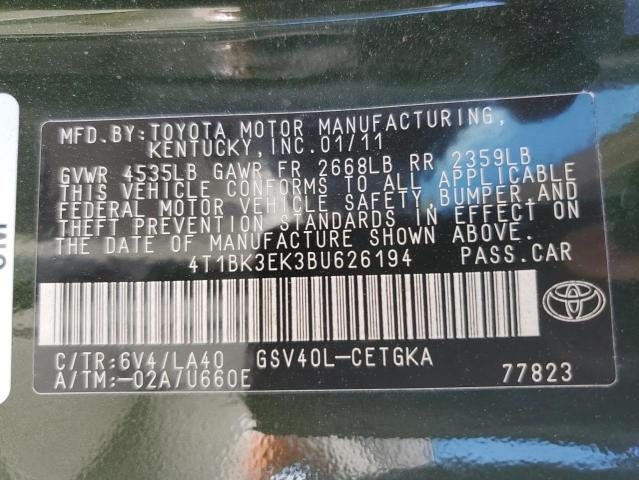 MFD.BY:TOYOTA MOTOR MANUFACTURING,
KENTUCKY,INC.01/11
GVWR 4535LB GAWR FR 2668LB RR 2359LB
THIS VEHICLE CONFORMS TO ALL APPLICABLE
FEDERAL MOTOR VEHICLE SAFETY, BUMPER,AND
THEFT PREVENTION STANDARDS IN EFFECT ON
THE DATE OF MANUFACTURE SHOWN ABOVE.
4T1BK3EK3BU626194 PASS.CAR
C/TR:6V4/LA40 GSV40L-CETGKA
A/TM:-02A/U660E 77823